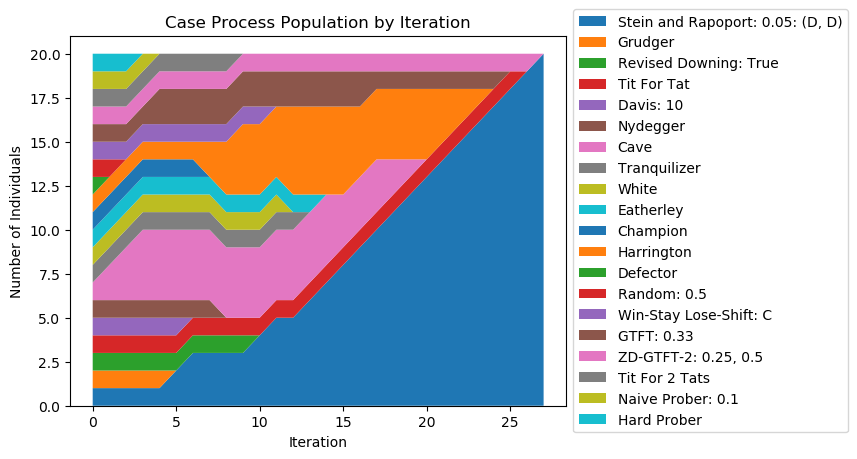 Case Process Population by Iteration
Number of Individuals
20.0
17.5
15.0
12.5
10.0
7.5
5.0
2.5
0.0
0 5 10 15 20 25
Iteration
Stein and Rapoport: 0.05: (D, D)
Grudger
Revised Downing: True
Tit For Tat
Davis: 10
Nydegger
Cave
Tranquilizer
White
Eatherley
Champion
Harrington
Defector
Random: 0.5
Win-Stay Lose-Shift: C
GTFT: 0.33
ZD-GTFT-2: 0.25, 0.5
Tit For 2 Tats
Naive Prober: 0.1
Hard Prober